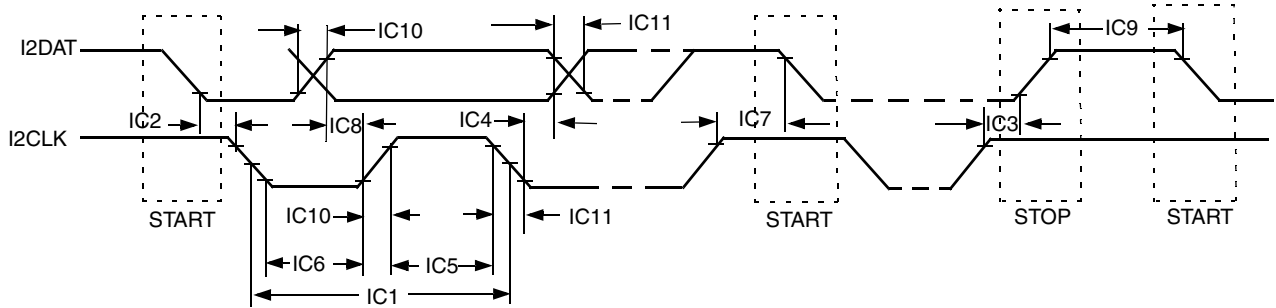 I2DAT
IC10
IC11
IC9
I2CLK
IC2
IC8
IC4
IC7
IC3
START
IC10
IC11
START
STOP
START
IC6
IC5
IC1